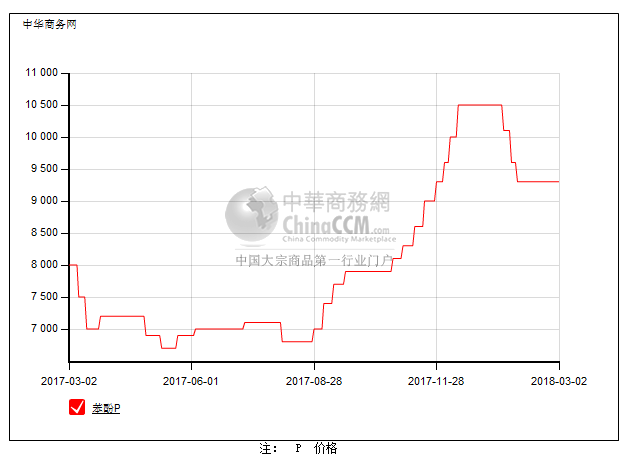 中华商务网
11 000
10 500
10 000
9 500
9 000
8 500
8 000
7 500
7 000
中華商務網
ChinaCCM.com
China Commodity Marketplace
中国大宗商品第一行业门户
2017-03-02 2017-06-01 2017-08-28 2017-11-28 2018-03-02
苯酚P
注： P 价格